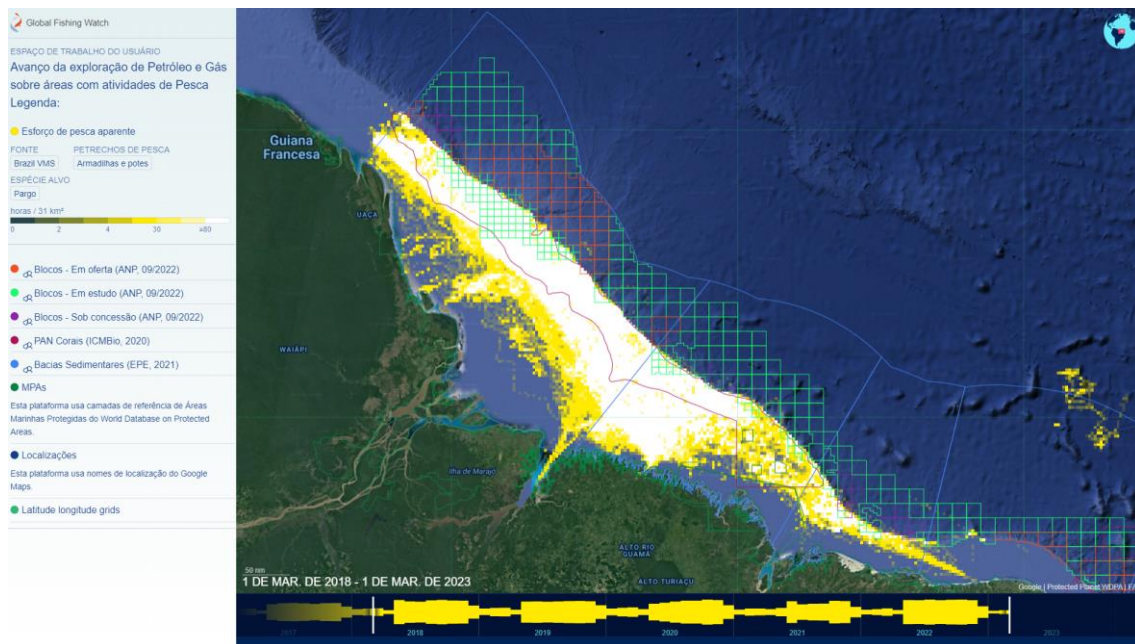 Global Fishing Watch
ESPAÇO DE TRABALHO DO USUÁRIO
Avanço da exploração de Petróleo e Gás
sobre áreas com atividades de Pesca
Legenda:
Esforço de pesca aparente
FONTE PETRECHOS DE PESCA
Brazil VMS Armadilhas e potes
ESPÉCIE ALVO
Pargo
horas / 31 km²
0 2 4 30 ≥80
Blocos - Em oferta (ANP, 09/2022)
Blocos - Em estudo (ANP, 09/2022)
Blocos - Sob concessão (ANP, 09/2022)
PAN Corais (ICMBio, 2020)
Bacias Sedimentares (EPE, 2021)
MPAs
Esta plataforma usa camadas de referência de Áreas
Marinhas Protegidas do World Database on Protected
Areas.
Localizações
Esta plataforma usa nomes de localização do Google
Maps.
Latitude longitude grids
Guiana
Francesa
UAÇÁ
WAIÃPI
Ilha de Marajó
ALTO RIO
GUAMÁ
ALTO TURIAÇU
50 nm
1 DE MAR. DE 2018 - 1 DE MAR. DE 2023
Google | Protected Planet WDPA |
2017 2018 2019 2020 2021 2022 2023